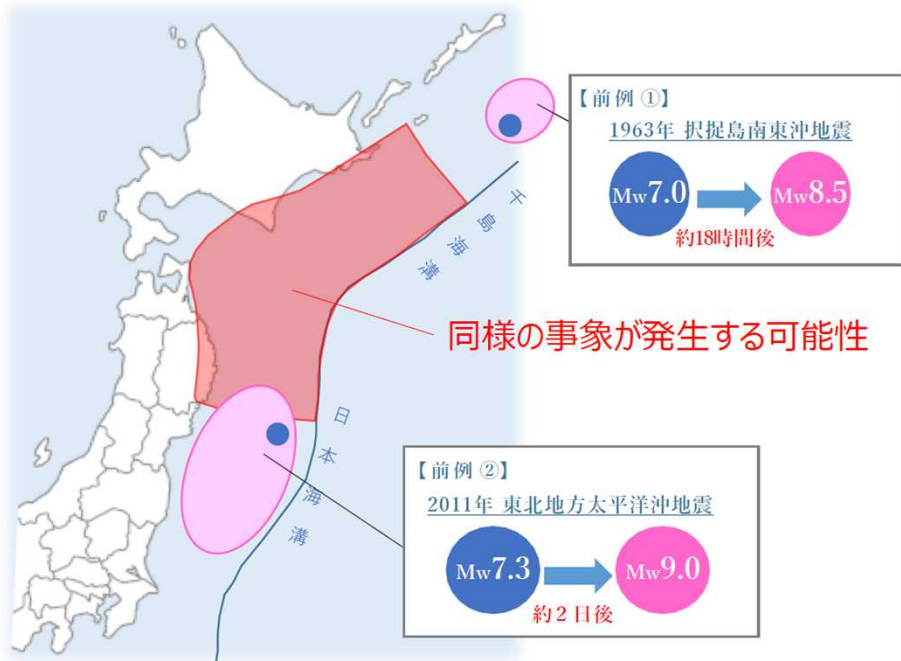 【前例 ①】
1963年 択捉島南東沖地震
Mw7.0
Mw8.5
約18時間後
千島海溝
同様の事象が発生する可能性
日本海溝
【前例 ②】
2011年 東北地方太平洋沖地震
Mw7.3
Mw9.0
約２日後